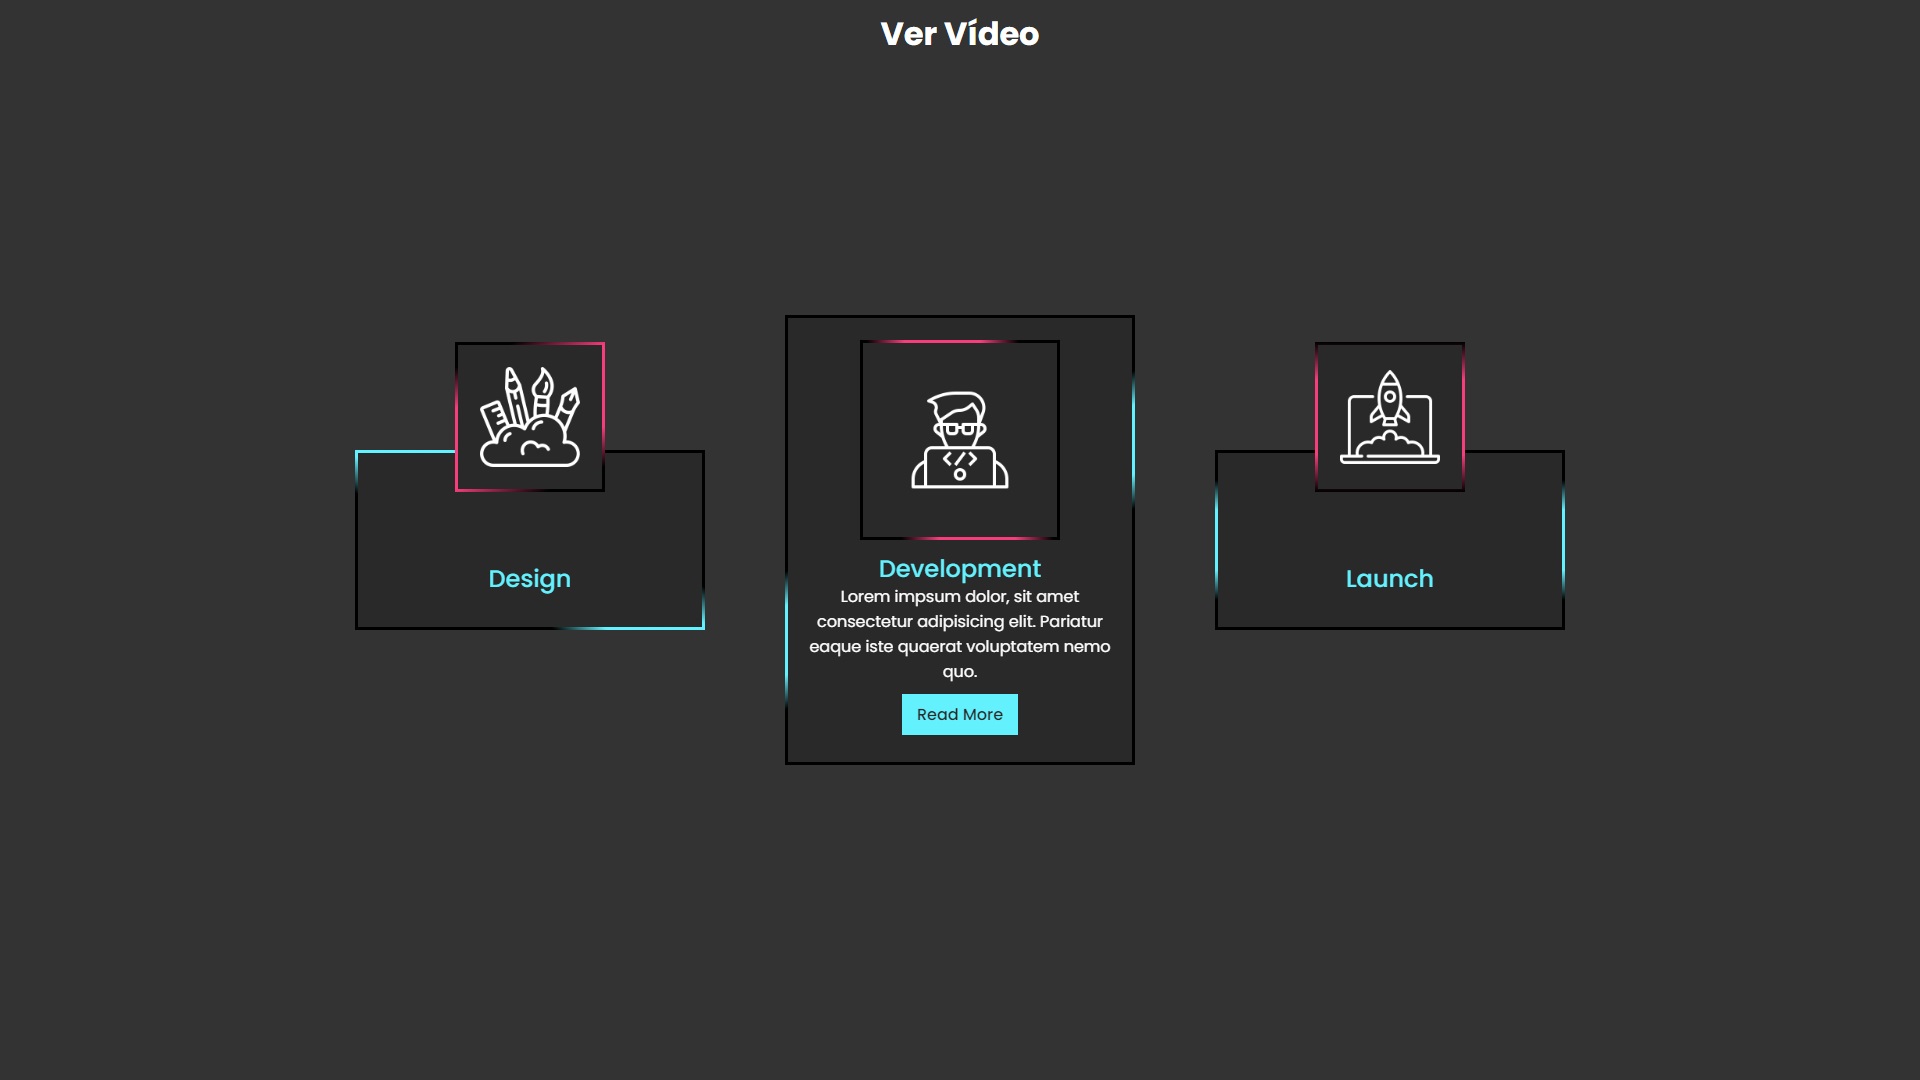 Ver Vídeo
Design
Development
Lorem impsum dolor, sit amet
consectetur adipisicing elit. Pariatur
eaque iste quaerat voluptatem nemo
quo.
Read More
Launch